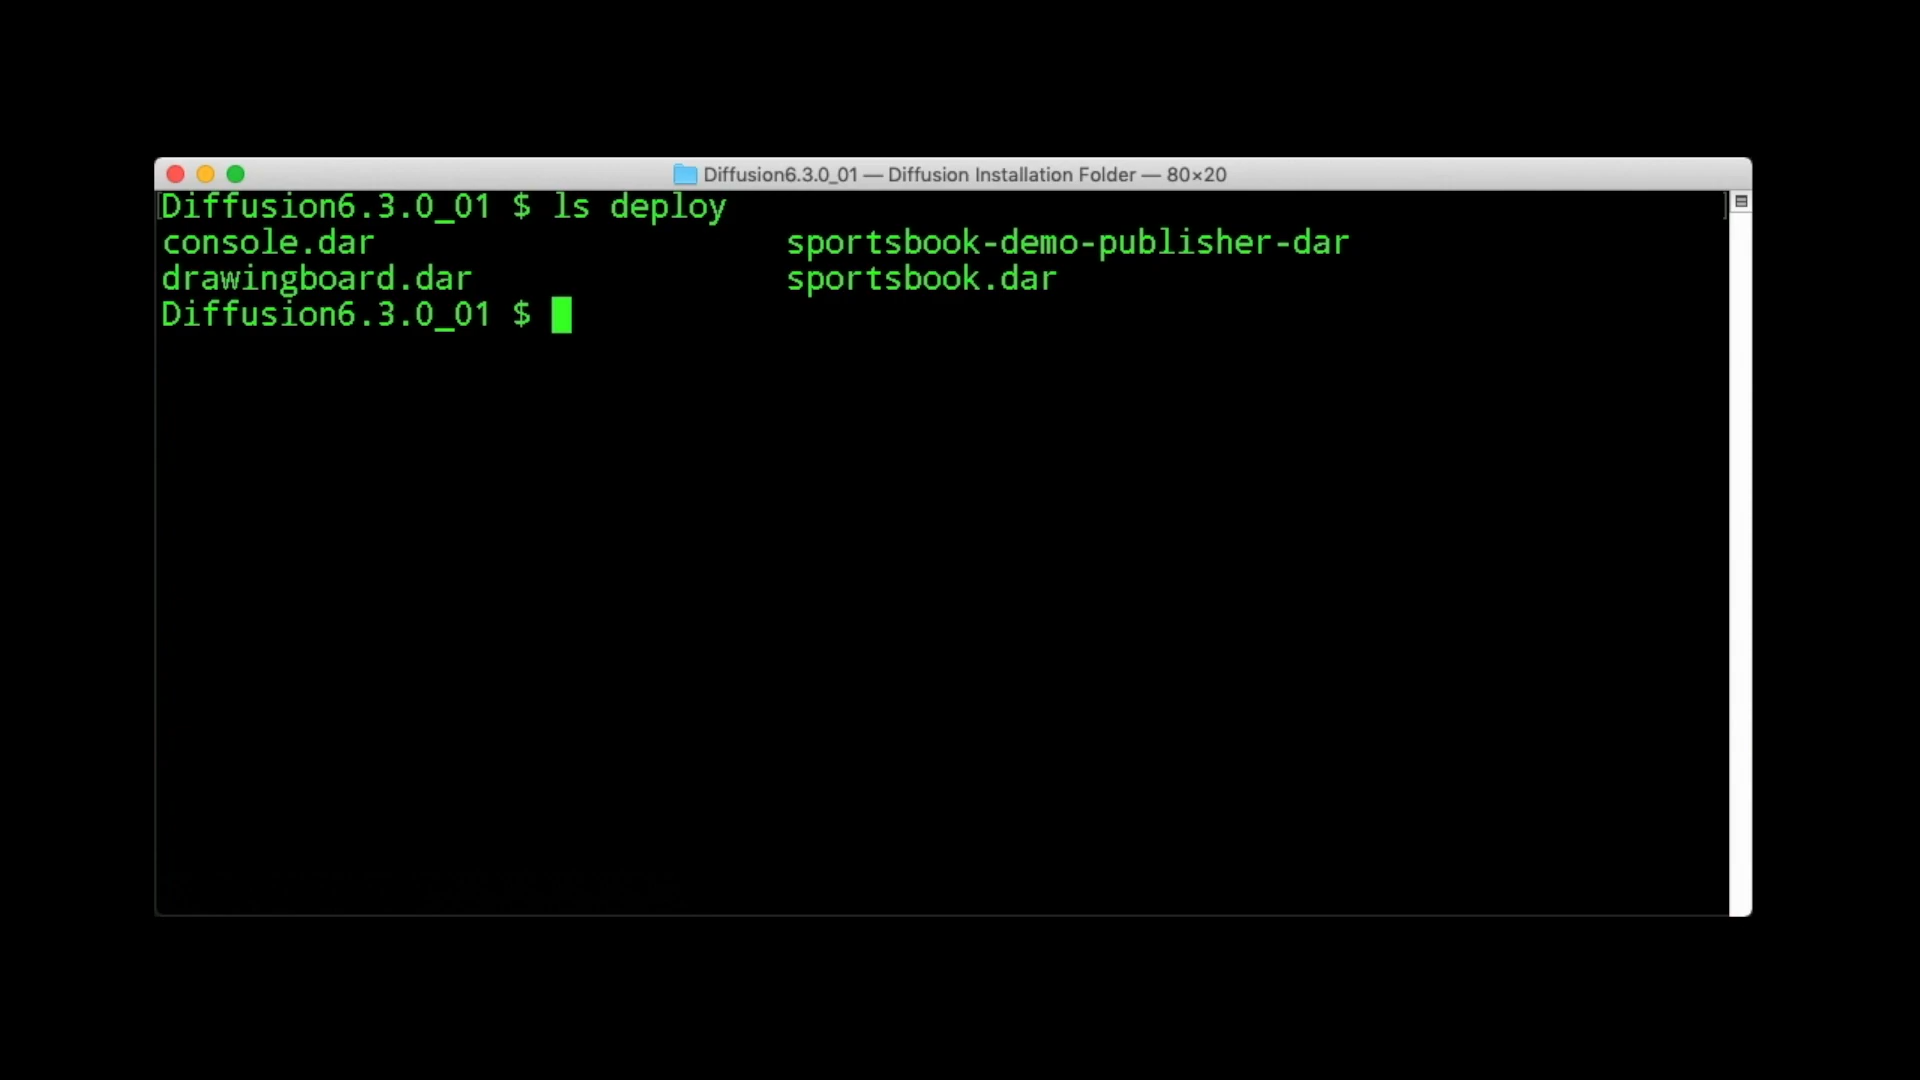 Diffusion6.3.0_01 — Diffusion Installation Folder — 80×20
Diffusion6.3.0_01 $ ls deploy
console.dar sportsbook-demo-publisher-dar
drawingboard.dar sportsbook.dar
Diffusion6.3.0_01 $